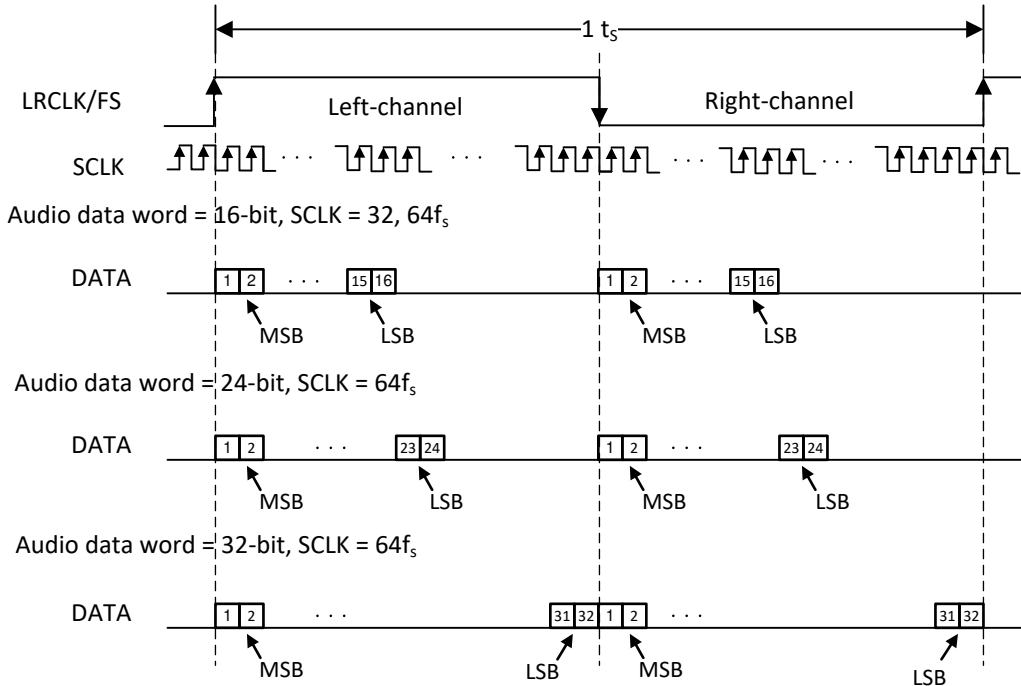 1 tS
LRCLK/FS
Left-channel
Right-channel
SCLK
. . .
. . .
. . .
. . .
Audio data word = 16-bit, SCLK = 32, 64fs
DATA
1 2 . . . 15 16 1 2 . . . 15 16
MSB LSB MSB LSB
Audio data word = 24-bit, SCLK = 64fs
DATA
1 2 . . . 23 24 1 2 . . . 23 24
MSB LSB MSB LSB
Audio data word = 32-bit, SCLK = 64fs
DATA
1 2 . . . 31 32 1 2 . . . 31 32
MSB LSB MSB LSB